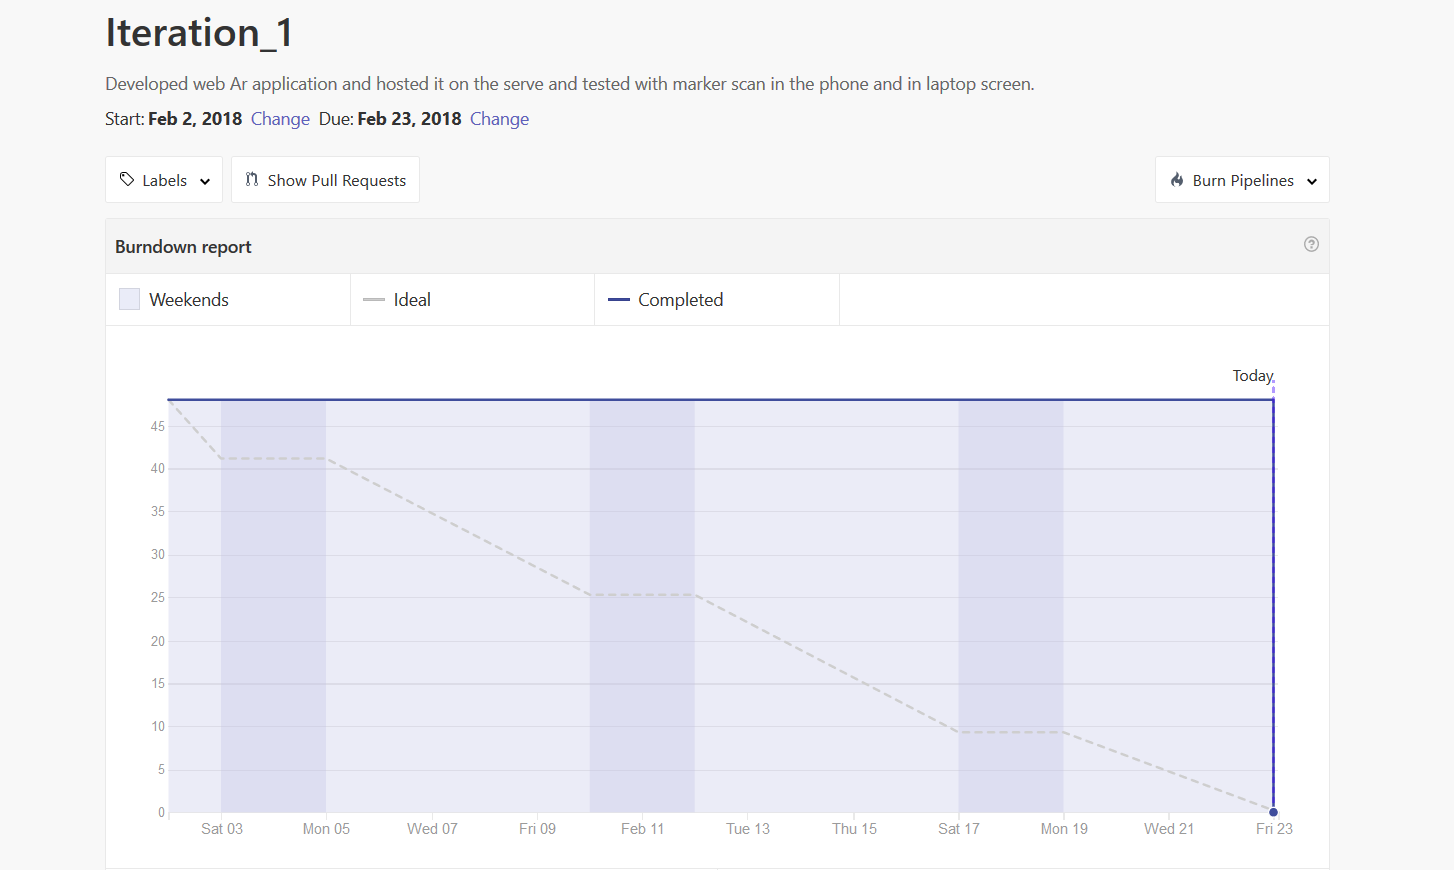 Iteration_1
Developed web Ar application and hosted it on the serve and tested with marker scan in the phone and in laptop screen.
Start: Feb 2, 2018 Change Due: Feb 23, 2018 Change
Labels Show Pull Requests Burn Pipelines
Burndown report
Weekends Ideal Completed
Today
45
40
35
30
25
20
15
10
5
0
Sat 03 Mon 05 Wed 07 Fri 09 Feb 11 Tue 13 Thu 15 Sat 17 Mon 19 Wed 21 Fri 23